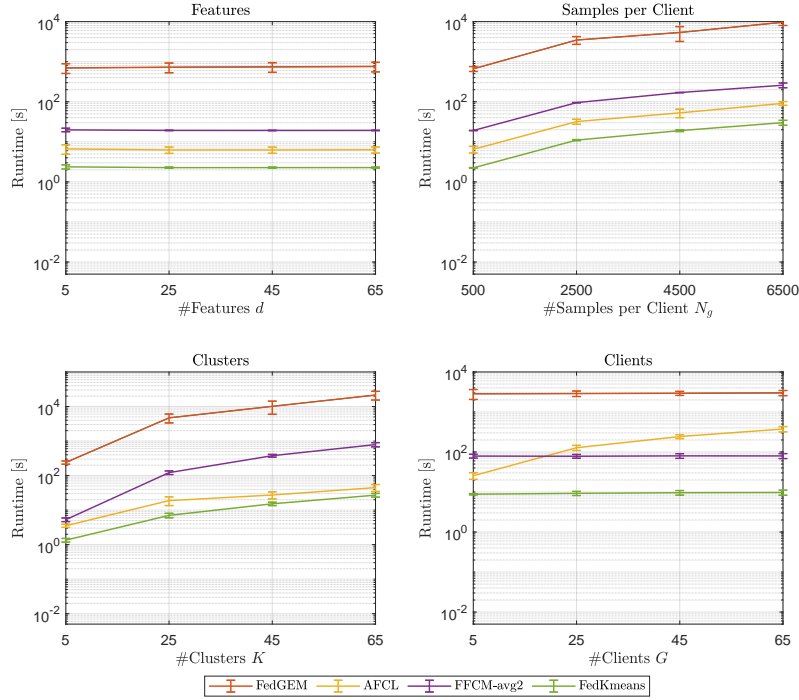 Features
10^4
10^2
10^0
10^-2
Runtime [s]
5 25 45 65
#Features d
Samples per Client
10^4
10^2
10^0
10^-2
Runtime [s]
500 2500 4500 6500
#Samples per Client N_g
Clusters
10^4
10^2
10^0
10^-2
Runtime [s]
5 25 45 65
#Clusters K
Clients
10^4
10^2
10^0
10^-2
Runtime [s]
5 25 45 65
#Clients G
FedGEM AFCL FFCM-avg2 FedKmeans